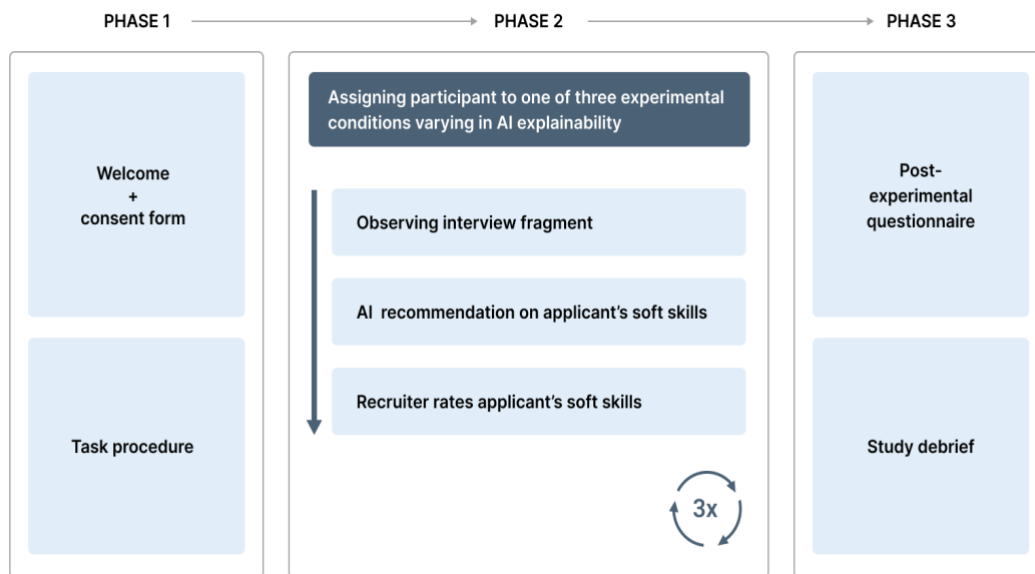 PHASE 1
PHASE 2
PHASE 3
Welcome
+
consent form
Task procedure
Assigning participant to one of three experimental
conditions varying in AI explainability
Observing interview fragment
AI recommendation on applicant's soft skills
Recruiter rates applicant's soft skills
3x
Post-
experimental
questionnaire
Study debrief